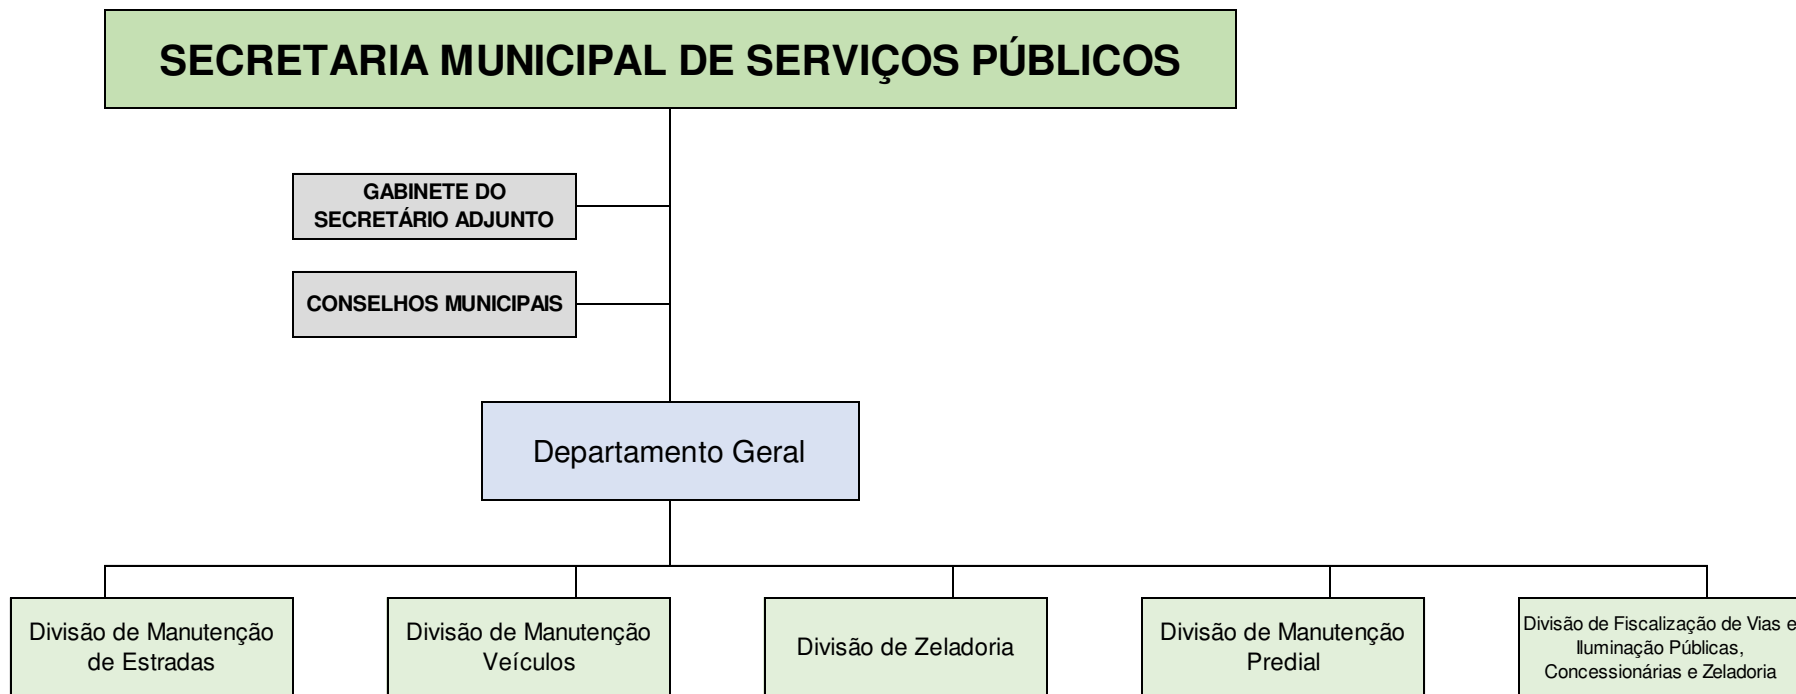 SECRETARIA MUNICIPAL DE SERVIÇOS PÚBLICOS
GABINETE DO
SECRETÁRIO ADJUNTO
CONSELHOS MUNICIPAIS
Departamento Geral
Divisão de Manutenção
de Estradas
Divisão de Manutenção
Veículos
Divisão de Zeladoria
Divisão de Manutenção
Predial
Divisão de Fiscalização de Vias e
Iluminação Públicas,
Concessionárias e Zeladoria